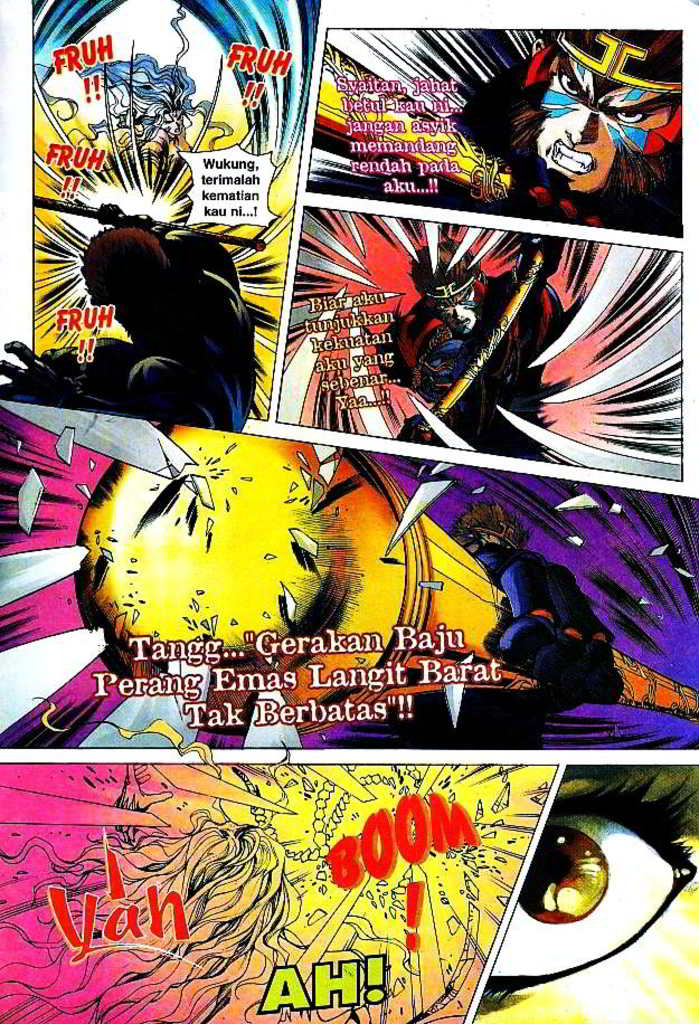 FRUH
!!
FRUH
!!
FRUH
!!
Wukung,
terimalah
kematian
kau ni...!
FRUH
!!
Syaitan, jahat
betul kau ni...
jangan asyik
memandang
rendah pada
aku...!!
Biar aku
tunjukkan
kekuatan
aku yang
sebenar...
Yaa...!!
Tangg..."Gerakan Baju
Perang Emas Langit Barat
Tak Berbatas"!!
Yah
!
BOOM
!
AH!